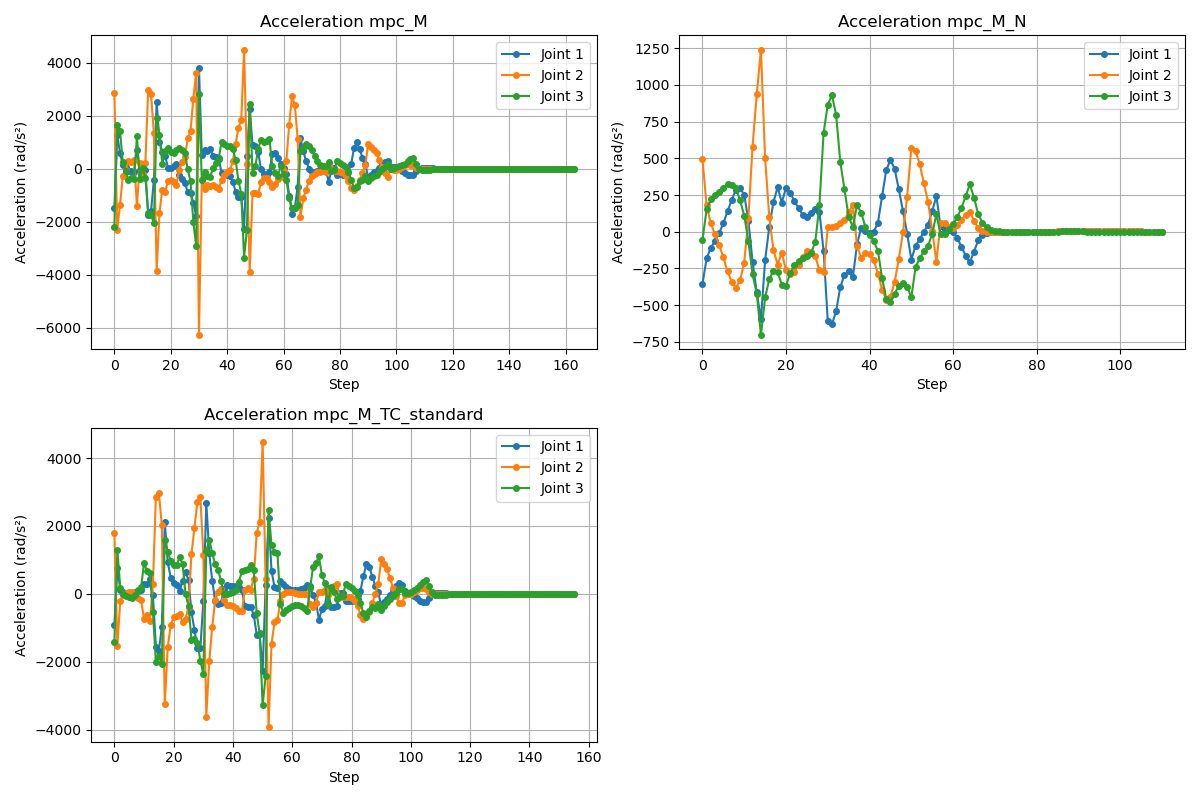 Acceleration mpc_M
Acceleration (rad/s²)
4000
2000
0
−2000
−4000
−6000
Joint 1
Joint 2
Joint 3
0 20 40 60 80 100 120 140 160
Step
Acceleration mpc_M_N
Acceleration (rad/s²)
1250
1000
750
500
250
0
−250
−500
−750
Joint 1
Joint 2
Joint 3
0 20 40 60 80 100
Step
Acceleration mpc_M_TC_standard
Acceleration (rad/s²)
4000
2000
0
−2000
−4000
Joint 1
Joint 2
Joint 3
0 20 40 60 80 100 120 140 160
Step